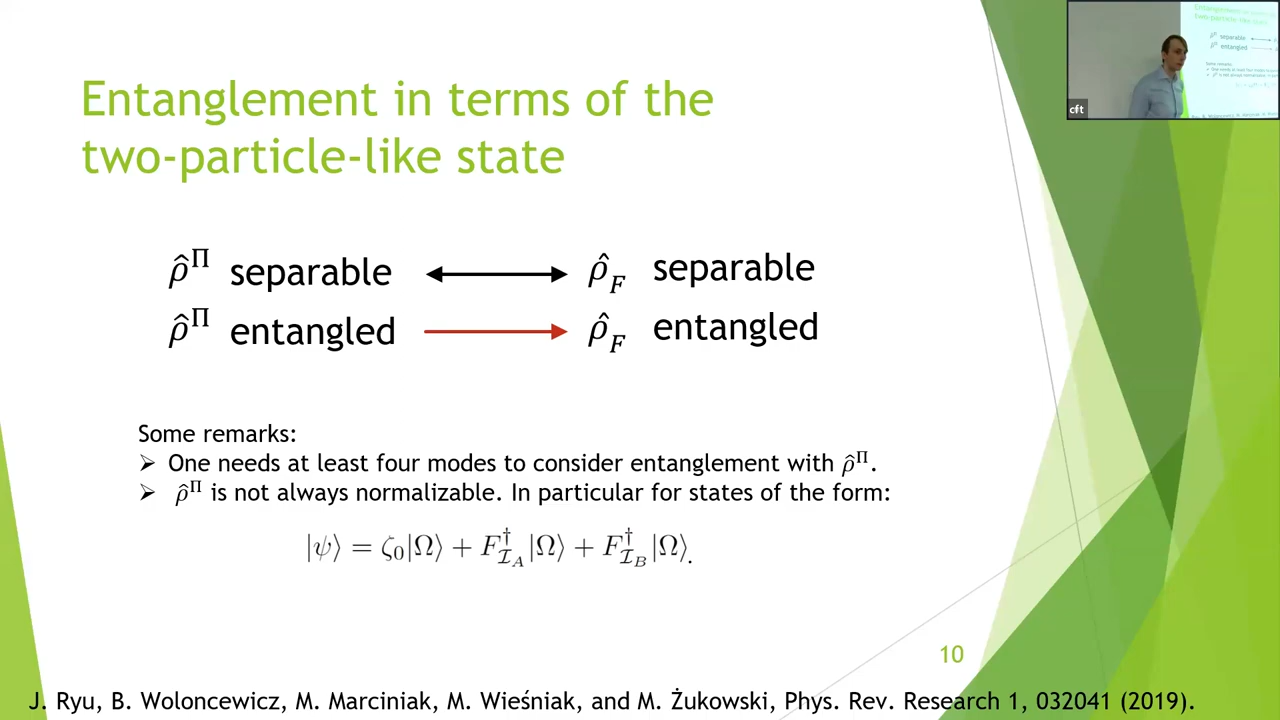 Entanglement in terms of the
two-particle-like state
ρ̂^Π separable ⟷ ρ̂_F separable
ρ̂^Π entangled ⟶ ρ̂_F entangled
Some remarks:
➢ One needs at least four modes to consider entanglement with ρ̂^Π.
➢ ρ̂^Π is not always normalizable. In particular for states of the form:
|ψ⟩ = ζ₀|Ω⟩ + F†_{I_A}|Ω⟩ + F†_{I_B}|Ω⟩.
10
J. Ryu, B. Woloncewicz, M. Marciniak, M. Wieśniak, and M. Żukowski, Phys. Rev. Research 1, 032041 (2019).
cft